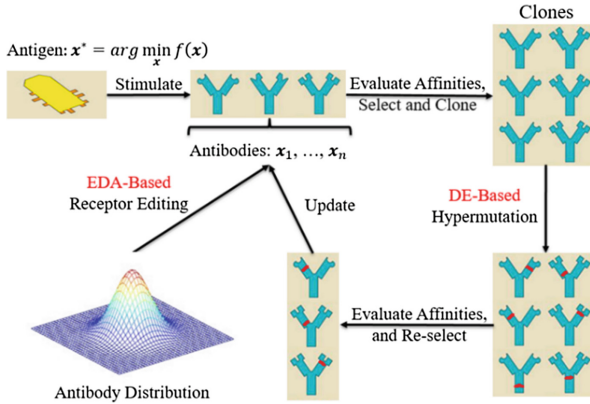 Clones
Antigen: x* = arg min f(x)
x
Stimulate
Evaluate Affinities,
Select and Clone
Antibodies: x1, …, xn
EDA-Based
Receptor Editing
Update
DE-Based
Hypermutation
Evaluate Affinities,
and Re-select
Antibody Distribution